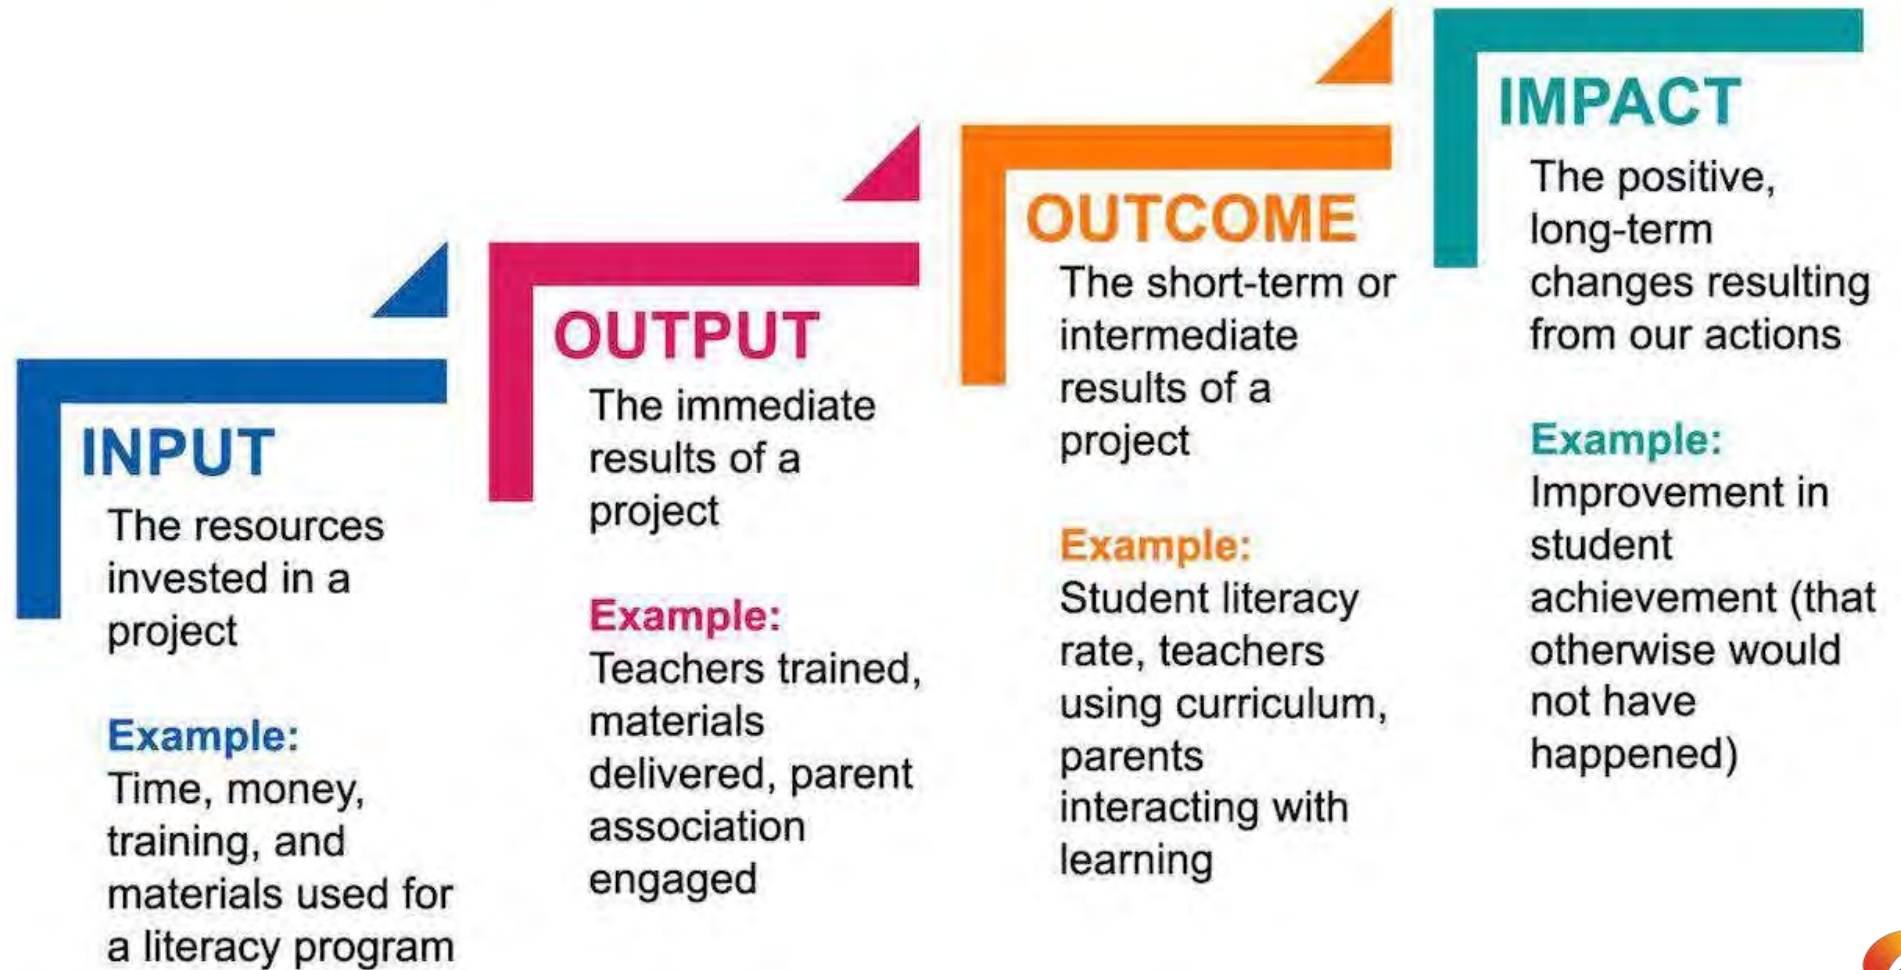 INPUT
The resources
invested in a
project
Example:
Time, money,
training, and
materials used for
a literacy program
OUTPUT
The immediate
results of a
project
Example:
Teachers trained,
materials
delivered, parent
association
engaged
OUTCOME
The short-term or
intermediate
results of a
project
Example:
Student literacy
rate, teachers
using curriculum,
parents
interacting with
learning
IMPACT
The positive,
long-term
changes resulting
from our actions
Example:
Improvement in
student
achievement (that
otherwise would
not have
happened)